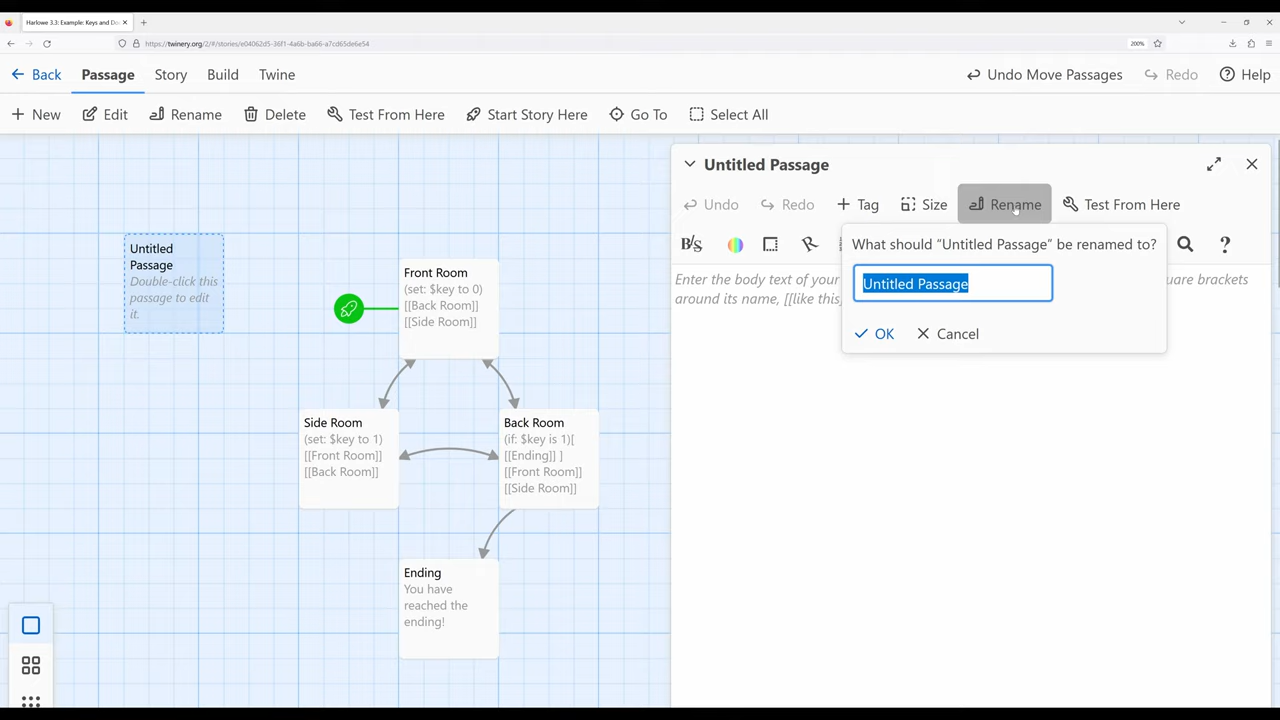 Harlowe 3.3: Example: Keys and Do
https://twinery.org/2/#/stories/e04062d5-36f1-4a6b-ba66-a7cd65de6e54
200%
Back Passage Story Build Twine Undo Move Passages Redo Help
New Edit Rename Delete Test From Here Start Story Here Go To Select All
Untitled
Passage
Double-click this
passage to edit
it.
Front Room
(set: $key to 0)
[[Back Room]]
[[Side Room]]
Side Room
(set: $key to 1)
[[Front Room]]
[[Back Room]]
Back Room
(if: $key is 1)[
[[Ending]] ]
[[Front Room]]
[[Side Room]]
Ending
You have
reached the
ending!
Untitled Passage
Undo Redo + Tag Size Rename Test From Here
What should “Untitled Passage” be renamed to?
Untitled Passage
OK Cancel
Enter the body text of your uare brackets
around its name, [[like this